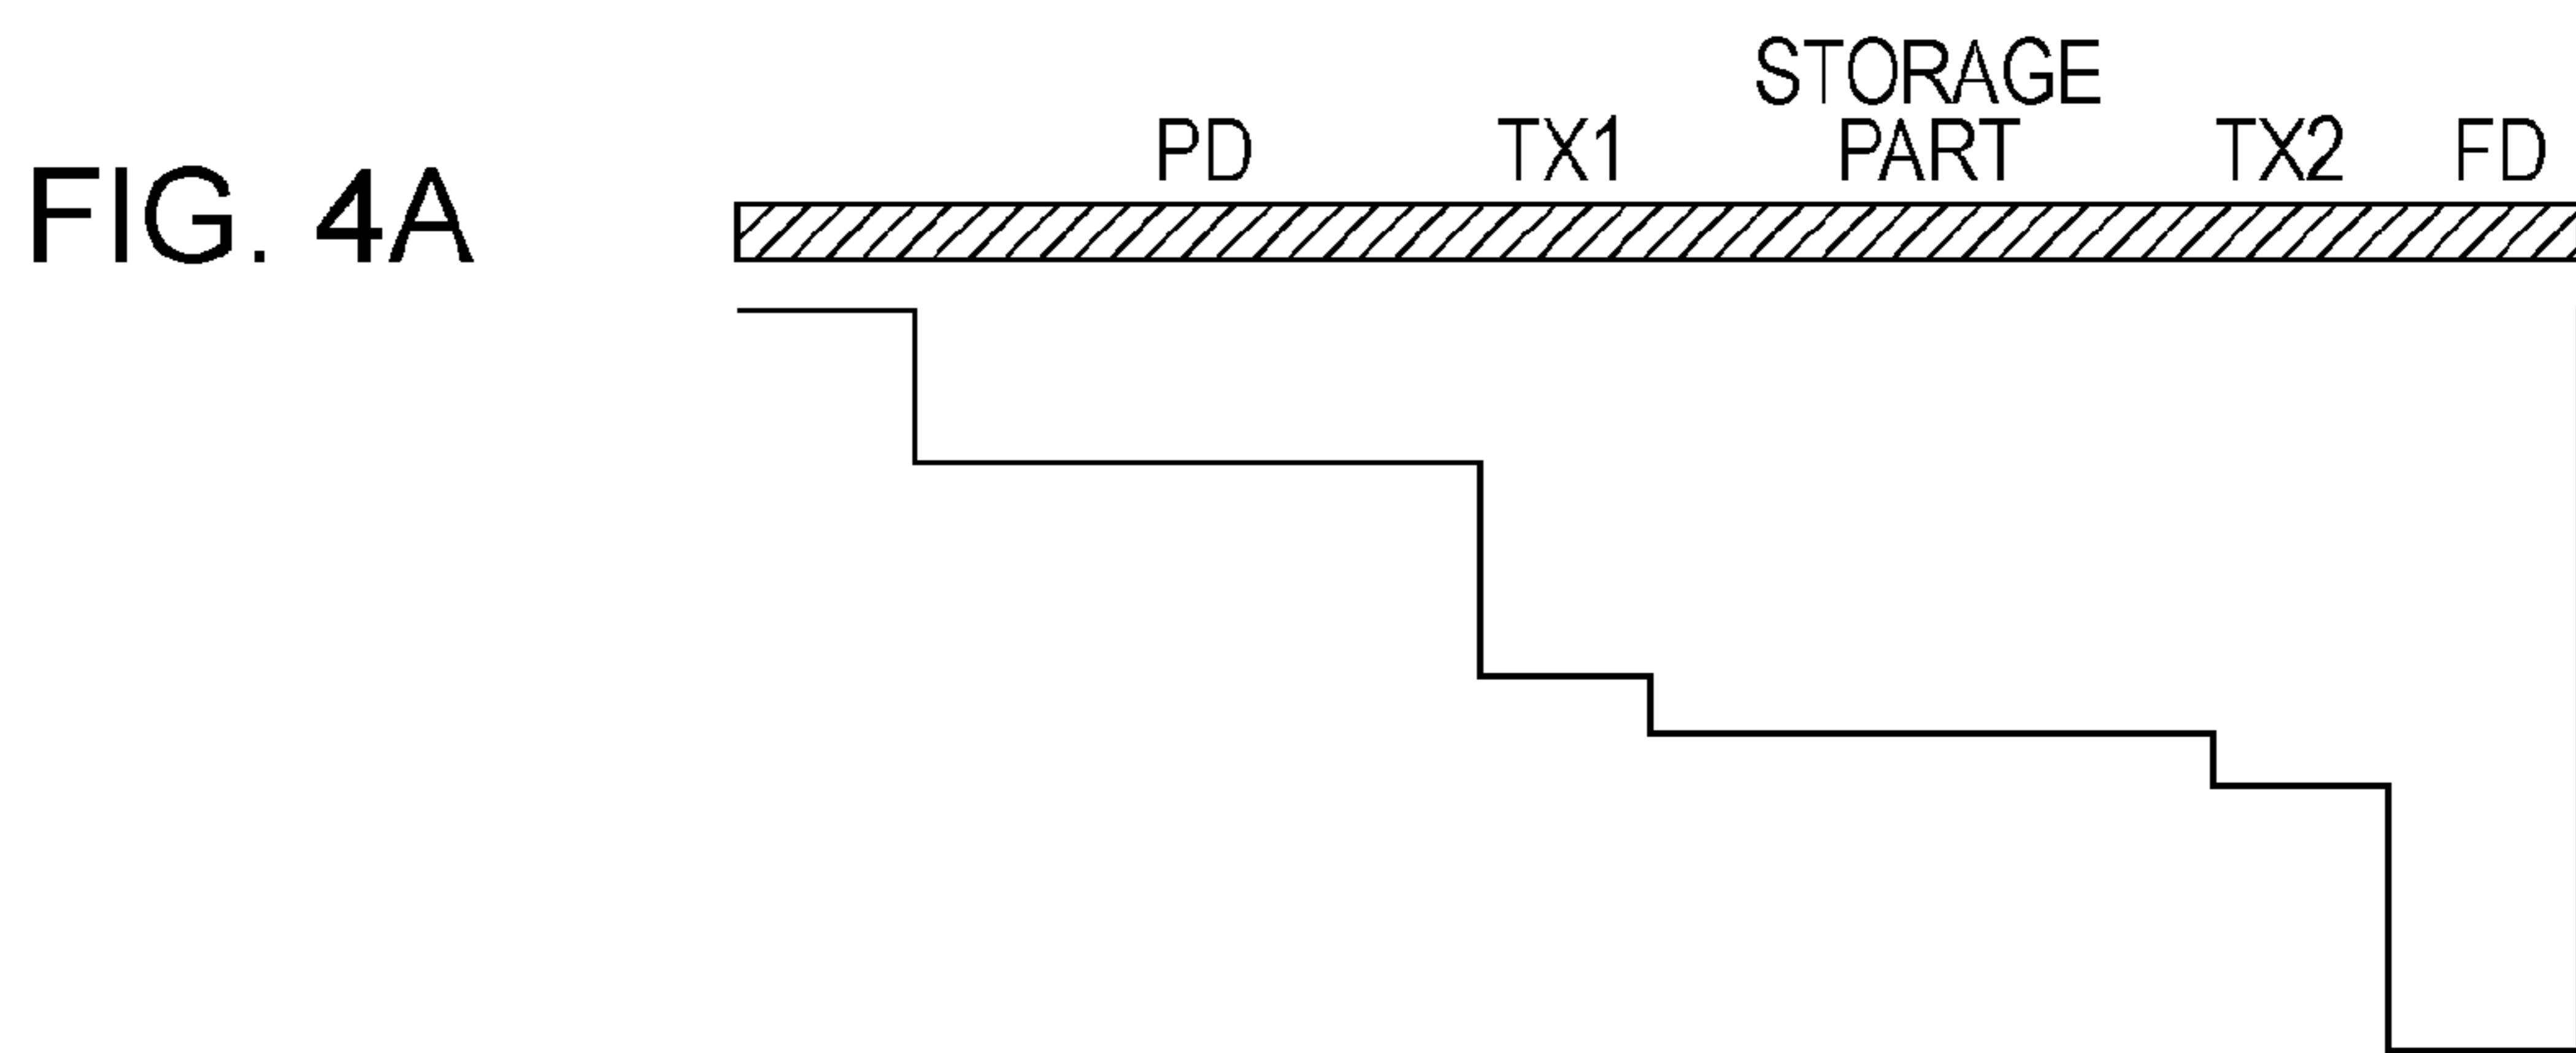 FIG. 4A
PD
TX1
STORAGE
PART
TX2
FD